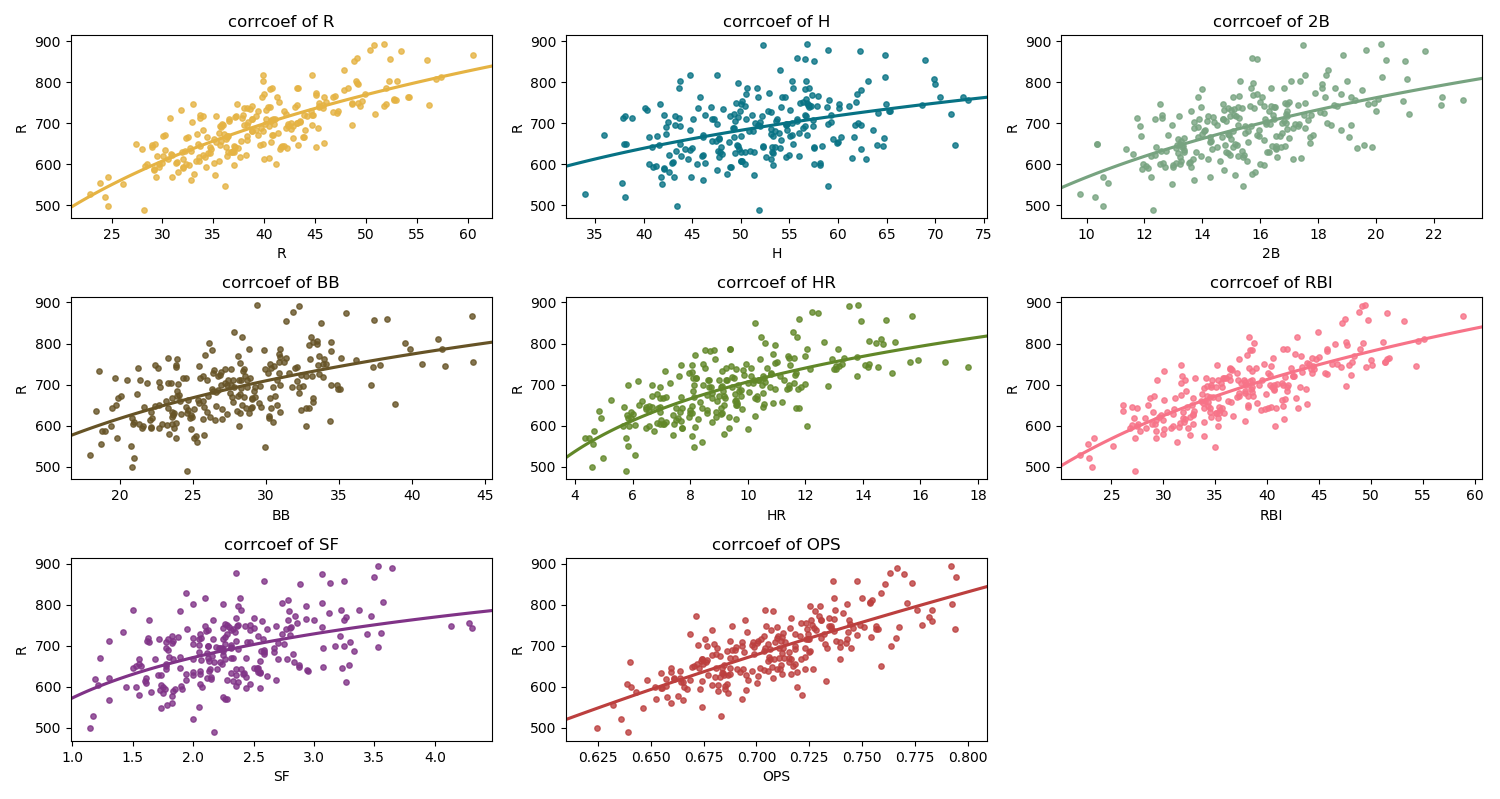 corrcoef of R
corrcoef of H
corrcoef of 2B
900
800
700
600
500
R
25 30 35 40 45 50 55 60
R
900
800
700
600
500
R
35 40 45 50 55 60 65 70 75
H
900
800
700
600
500
R
10 12 14 16 18 20 22
2B
corrcoef of BB
corrcoef of HR
corrcoef of RBI
900
800
700
600
500
R
20 25 30 35 40 45
BB
900
800
700
600
500
R
4 6 8 10 12 14 16 18
HR
900
800
700
600
500
R
25 30 35 40 45 50 55 60
RBI
corrcoef of SF
corrcoef of OPS
900
800
700
600
500
R
1.0 1.5 2.0 2.5 3.0 3.5 4.0
SF
900
800
700
600
500
R
0.625 0.650 0.675 0.700 0.725 0.750 0.775 0.800
OPS